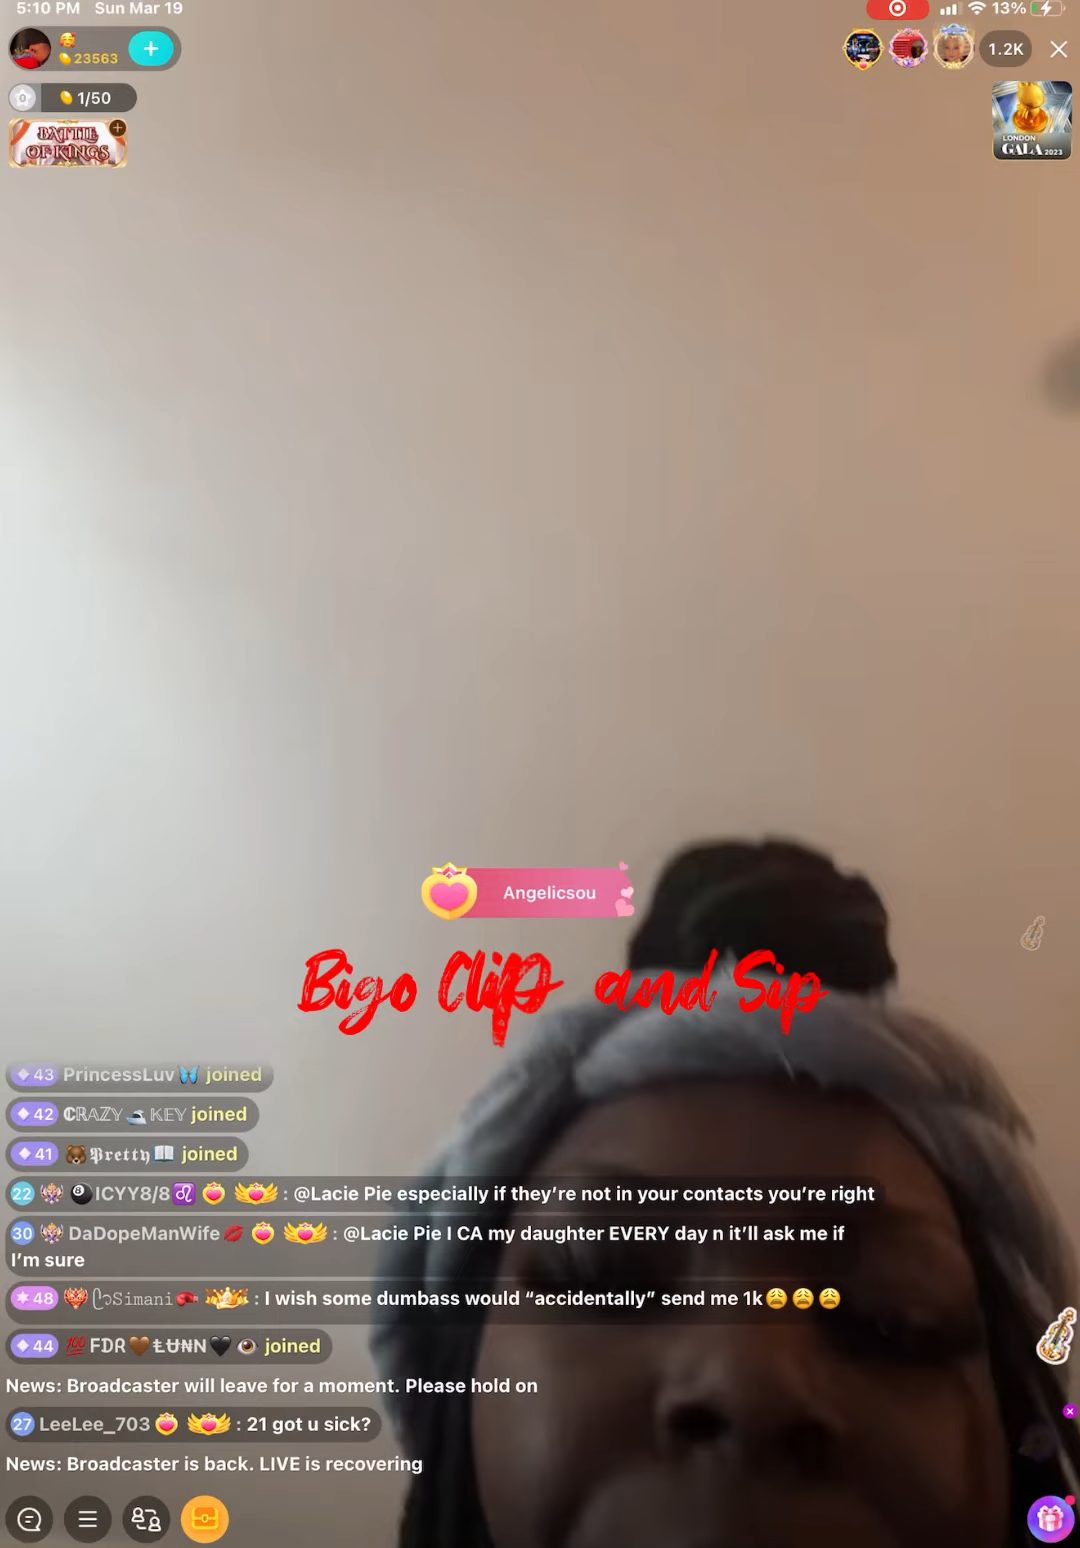 5:10 PM Sun Mar 19
13%
🥰
23563
+
1.2K
0
1/50
BATTLE
OF KINGS
LONDON
GALA 2023
Angelicsou
Bigo Clip and Sip
43 PrincessLuv🦋 joined
42 ℂℝ𝔸ℤ𝕐🛥️𝕂𝔼𝕐 joined
41 🐻𝕻𝖗𝖊𝖙𝖙𝖞📖 joined
22 🎱ICYY8/8♌ : @Lacie Pie especially if they’re not in your contacts you’re right
30 DaDopeManWife💋 : @Lacie Pie I CA my daughter EVERY day n it’ll ask me if
I’m sure
48 Simani🥊 : I wish some dumbass would “accidentally” send me 1k😩😩😩
44 💯FDR🤎ⱠɄ₦N🖤👁️ joined
News: Broadcaster will leave for a moment. Please hold on
27 LeeLee_703 : 21 got u sick?
News: Broadcaster is back. LIVE is recovering